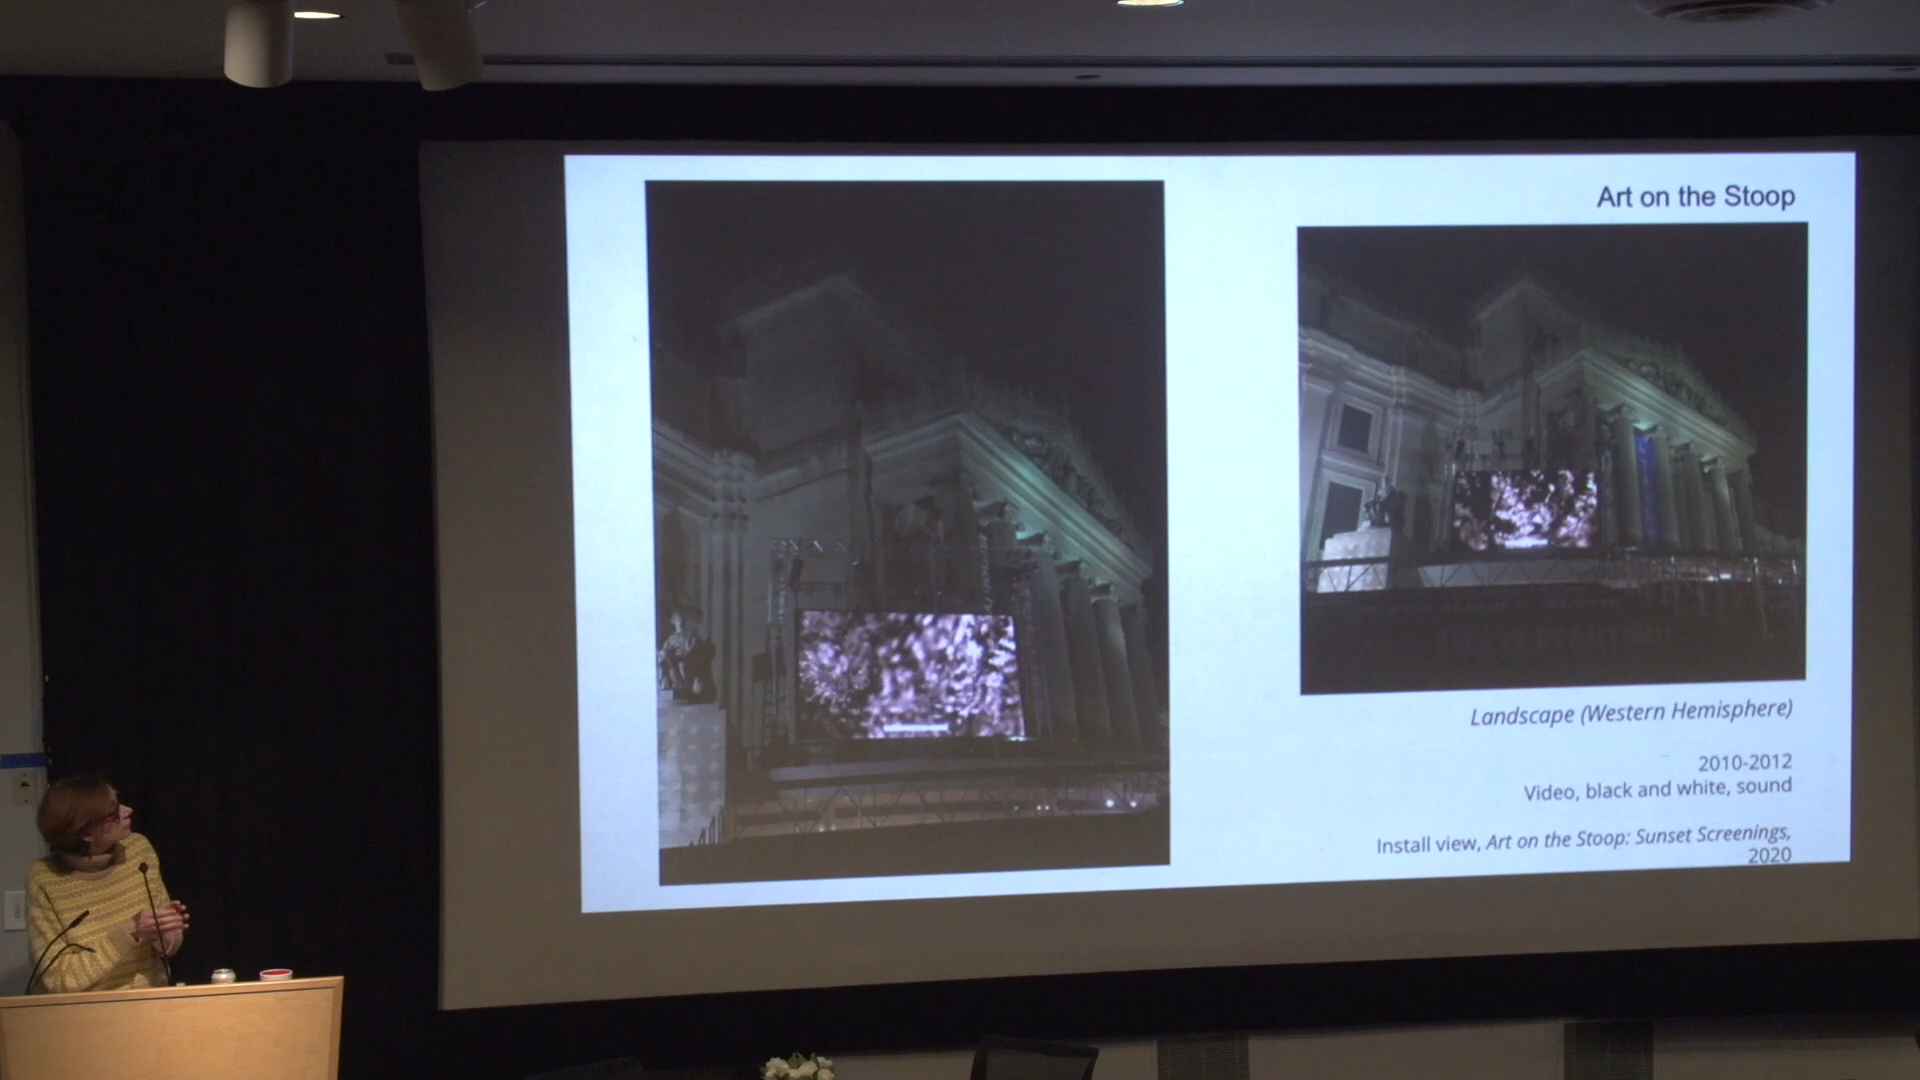 Art on the Stoop
Landscape (Western Hemisphere)
2010-2012
Video, black and white, sound
Install view, Art on the Stoop: Sunset Screenings,
2020